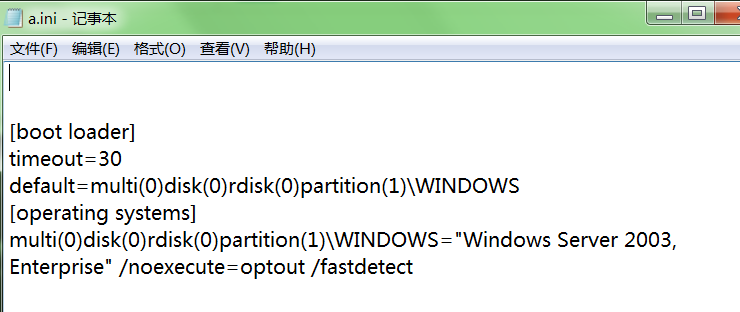 a.ini - 记事本
文件(F) 编辑(E) 格式(O) 查看(V) 帮助(H)
[boot loader]
timeout=30
default=multi(0)disk(0)rdisk(0)partition(1)\WINDOWS
[operating systems]
multi(0)disk(0)rdisk(0)partition(1)\WINDOWS="Windows Server 2003,
Enterprise" /noexecute=optout /fastdetect